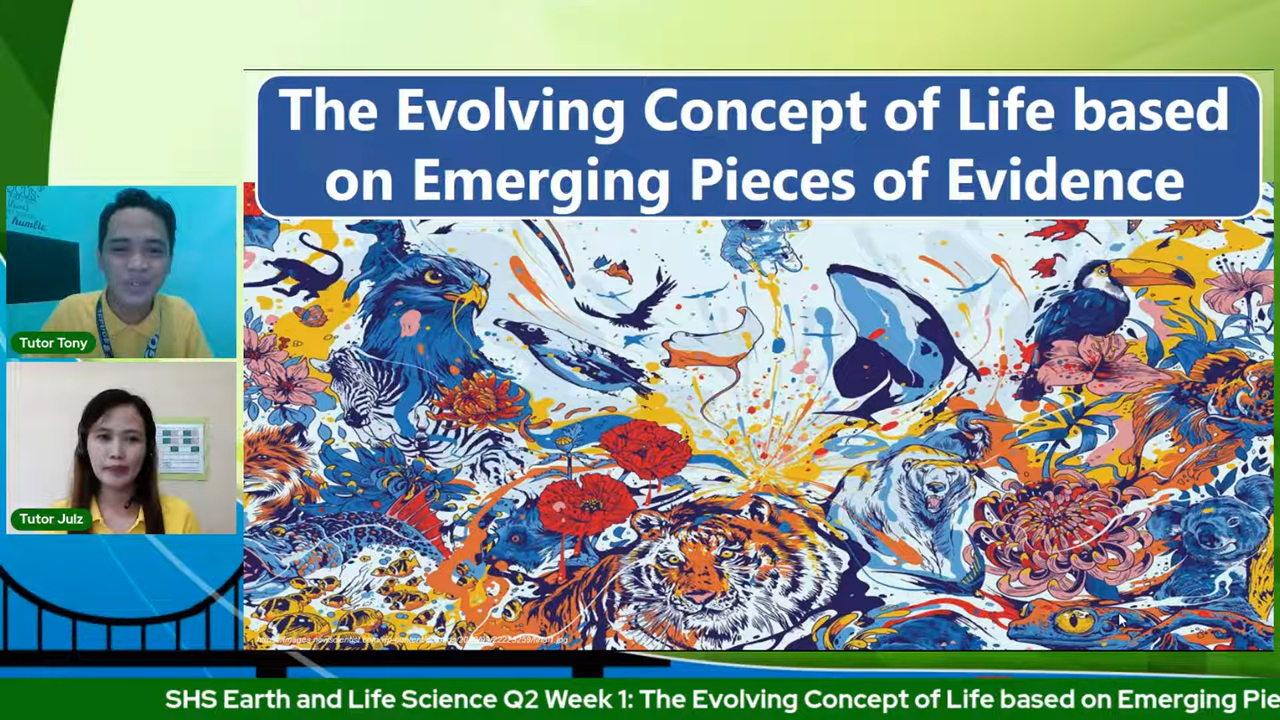 The Evolving Concept of Life based
on Emerging Pieces of Evidence
humble
Tutor Tony
Tutor Julz
SHS Earth and Life Science Q2 Week 1: The Evolving Concept of Life based on Emerging Pie